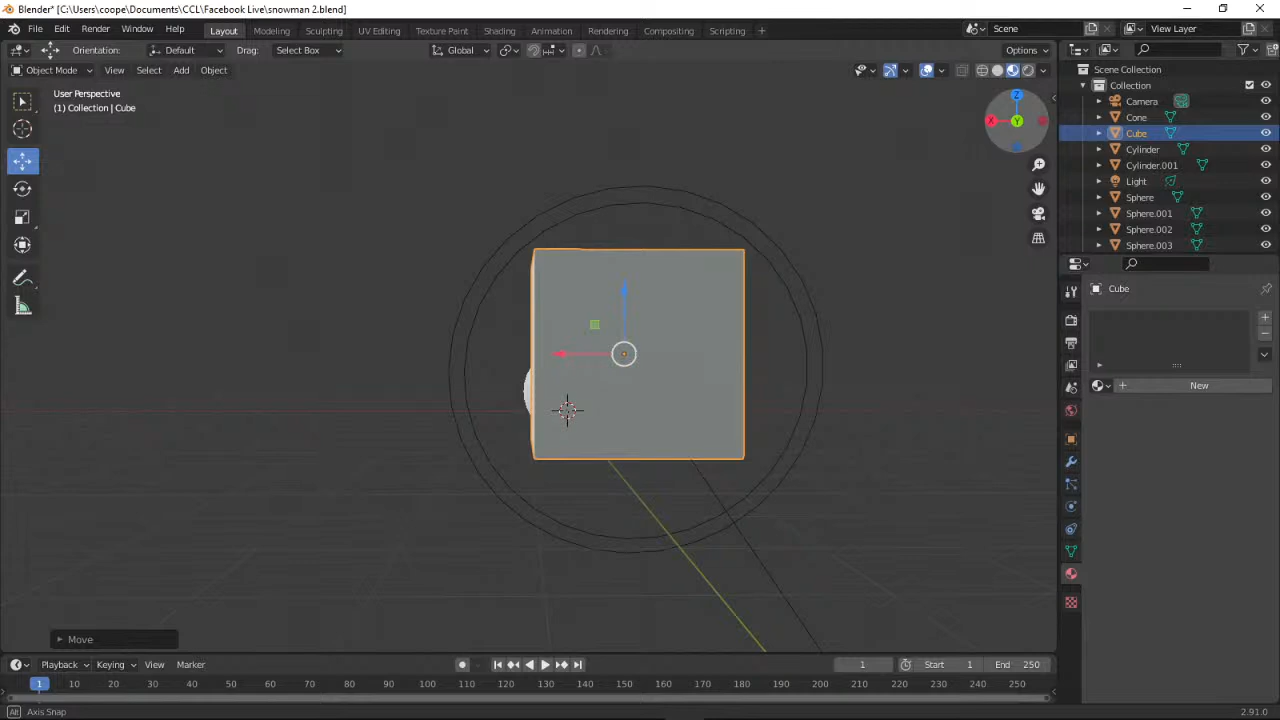 Blender* [C:\Users\coope\Documents\CCL\Facebook Live\snowman 2.blend]
File Edit Render Window Help Layout Modeling Sculpting UV Editing Texture Paint Shading Animation Rendering Compositing Scripting + Scene View Layer
Orientation: Default Drag: Select Box Global Options
Object Mode View Select Add Object
Scene Collection
User Perspective
(1) Collection | Cube
Collection
Camera
Cone
Cube
Cylinder
Cylinder.001
Light
Sphere
Sphere.001
Sphere.002
Sphere.003
Z
X
Y
Cube
New
Move
Playback Keying View Marker 1 Start 1 End 250
1 10 20 30 40 50 60 70 80 90 100 110 120 130 140 150 160 170 180 190 200 210 220 230 240 250
Alt Axis Snap 2.91.0